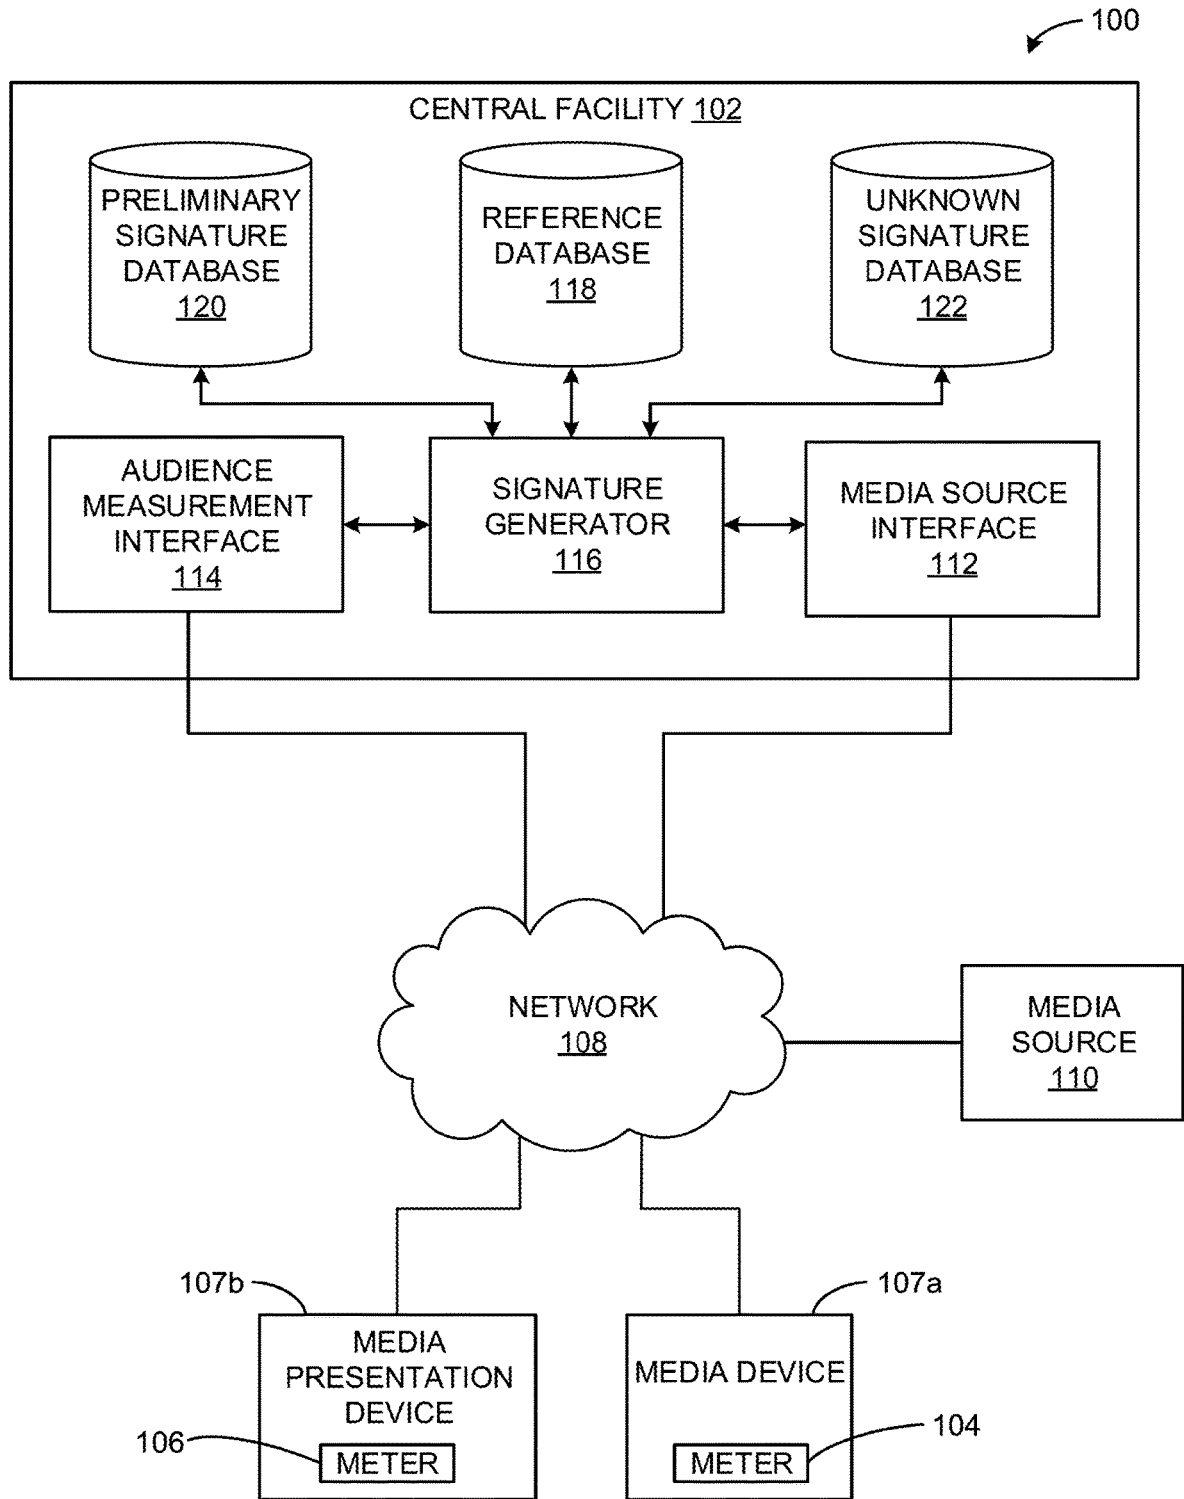 100
CENTRAL FACILITY 102
PRELIMINARY
SIGNATURE
DATABASE
120
REFERENCE
DATABASE
118
UNKNOWN
SIGNATURE
DATABASE
122
AUDIENCE
MEASUREMENT
INTERFACE
114
SIGNATURE
GENERATOR
116
MEDIA SOURCE
INTERFACE
112
NETWORK
108
MEDIA
SOURCE
110
107b
MEDIA
PRESENTATION
DEVICE
106
METER
107a
MEDIA DEVICE
104
METER